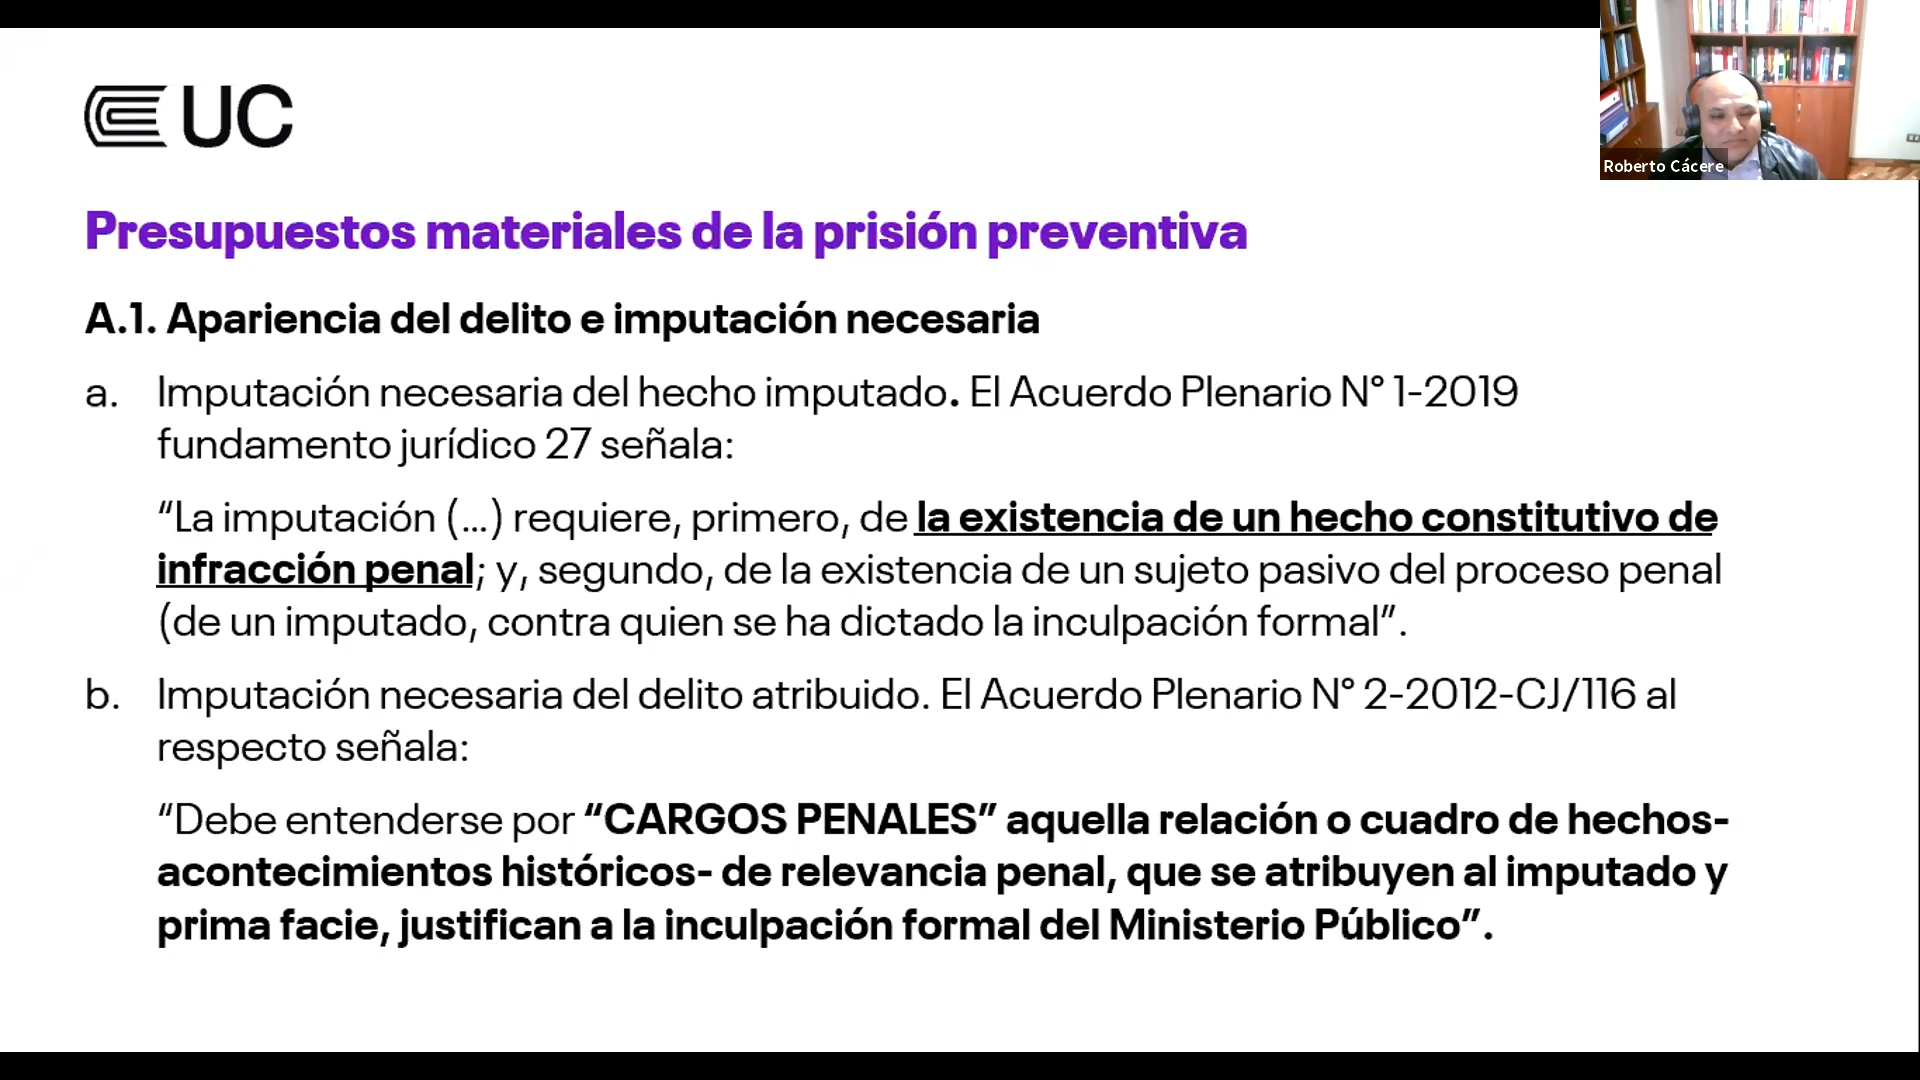 UC
Roberto Cácere
Presupuestos materiales de la prisión preventiva
A.1. Apariencia del delito e imputación necesaria
a. Imputación necesaria del hecho imputado. El Acuerdo Plenario N° 1-2019
fundamento jurídico 27 señala:
“La imputación (...) requiere, primero, de la existencia de un hecho constitutivo de
infracción penal; y, segundo, de la existencia de un sujeto pasivo del proceso penal
(de un imputado, contra quien se ha dictado la inculpación formal”.
b. Imputación necesaria del delito atribuido. El Acuerdo Plenario N° 2-2012-CJ/116 al
respecto señala:
“Debe entenderse por “CARGOS PENALES” aquella relación o cuadro de hechos-
acontecimientos históricos- de relevancia penal, que se atribuyen al imputado y
prima facie, justifican a la inculpación formal del Ministerio Público”.